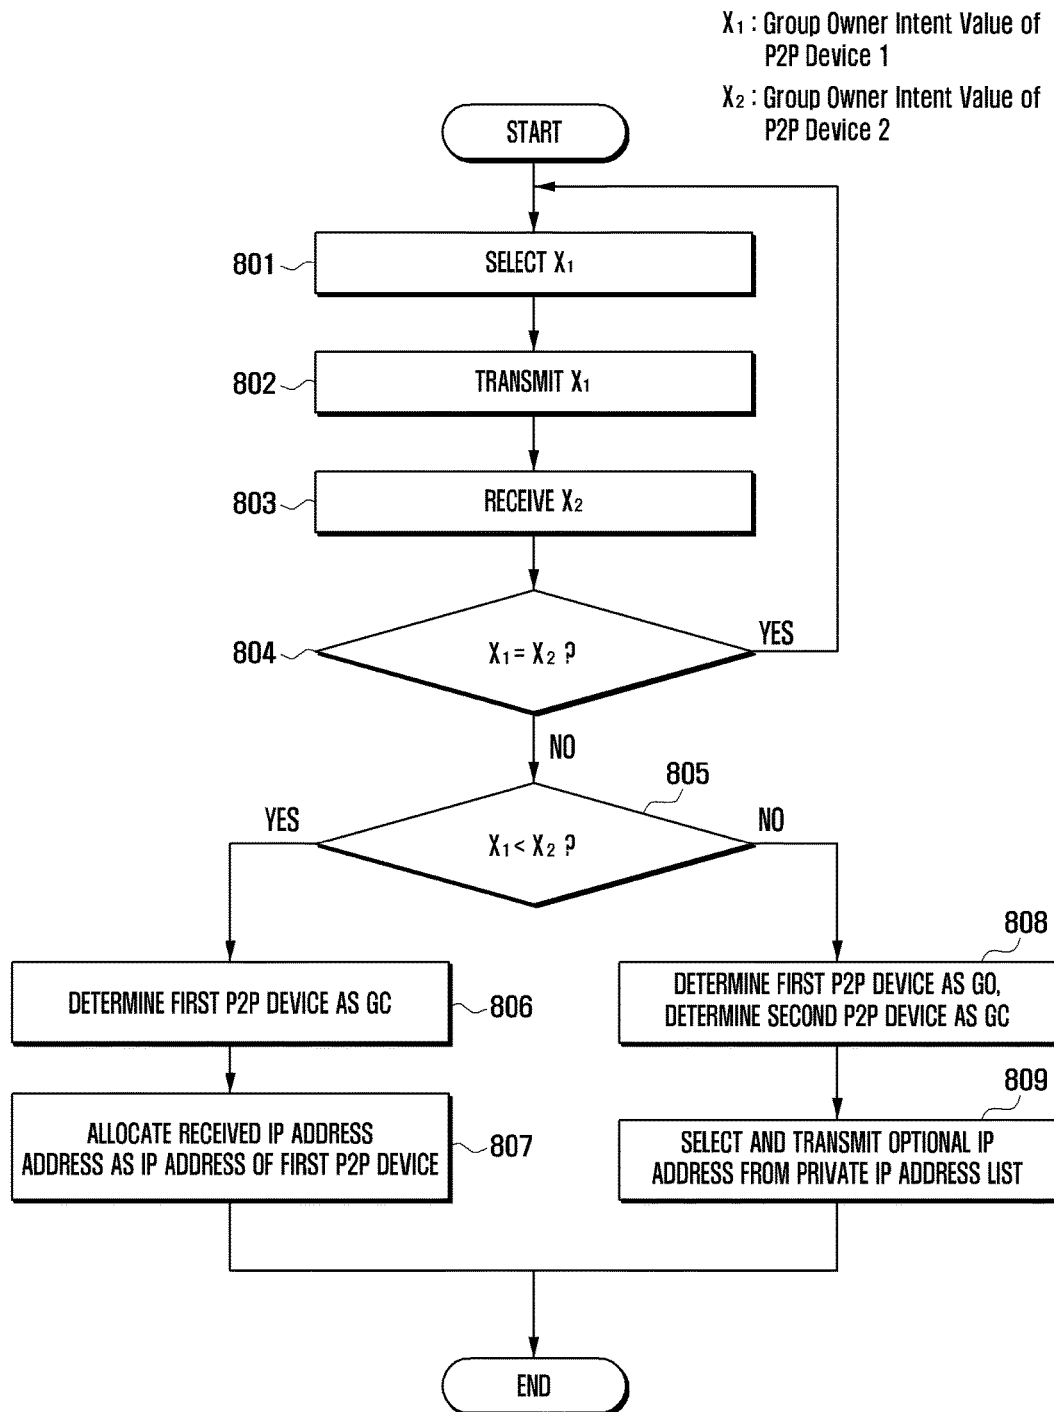 X1 : Group Owner Intent Value of
P2P Device 1
X2 : Group Owner Intent Value of
P2P Device 2
START
801
SELECT X1
802
TRANSMIT X1
803
RECEIVE X2
804
X1 = X2 ?
YES
NO
805
YES
X1 < X2 ?
NO
DETERMINE FIRST P2P DEVICE AS GC
806
808
DETERMINE FIRST P2P DEVICE AS GO,
DETERMINE SECOND P2P DEVICE AS GC
ALLOCATE RECEIVED IP ADDRESS
ADDRESS AS IP ADDRESS OF FIRST P2P DEVICE
807
809
SELECT AND TRANSMIT OPTIONAL IP
ADDRESS FROM PRIVATE IP ADDRESS LIST
END